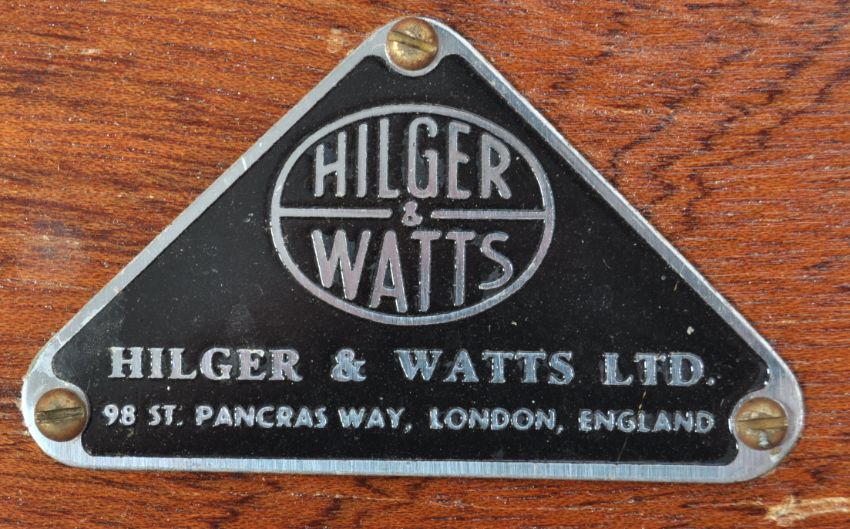 HILGER
&
WATTS
HILGER & WATTS LTD.
98 ST. PANCRAS WAY, LONDON, ENGLAND